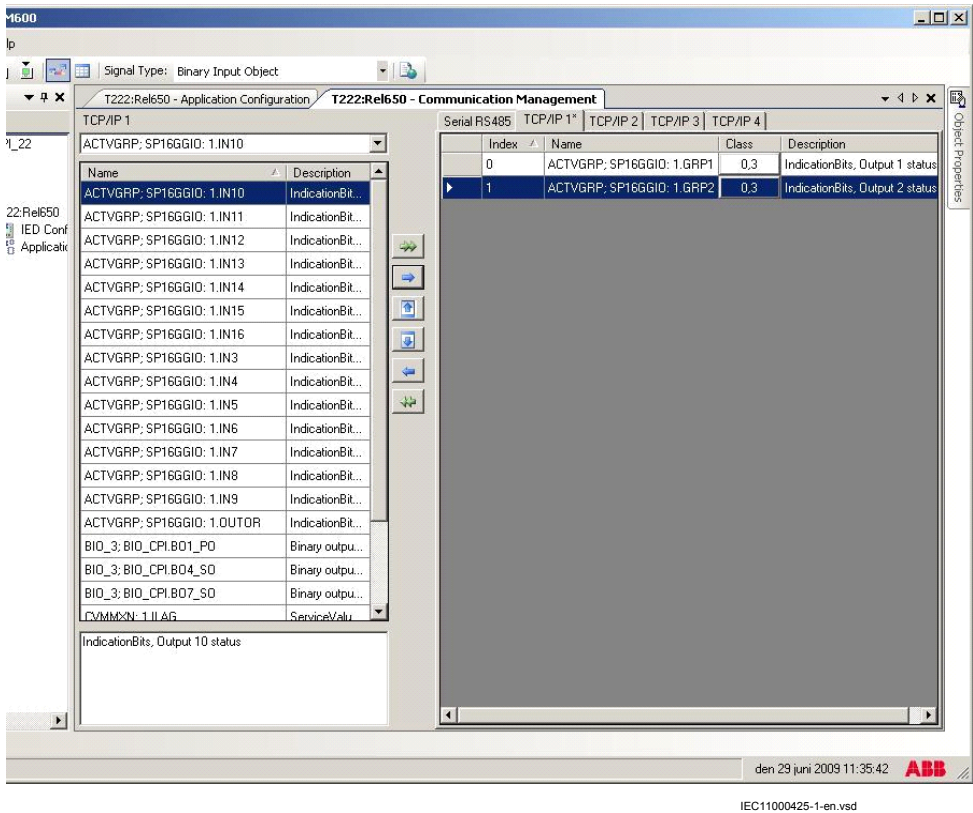 M600
lp
Signal Type: Binary Input Object
T222:Rel650 - Application Configuration
T222:Rel650 - Communication Management
Object Properties
PI_22
22:Rel650
IED Conf
Applicatio
TCP/IP 1
ACTVGRP; SP16GGIO: 1.IN10
Name Description
ACTVGRP; SP16GGIO: 1.IN10 IndicationBit...
ACTVGRP; SP16GGIO: 1.IN11 IndicationBit...
ACTVGRP; SP16GGIO: 1.IN12 IndicationBit...
ACTVGRP; SP16GGIO: 1.IN13 IndicationBit...
ACTVGRP; SP16GGIO: 1.IN14 IndicationBit...
ACTVGRP; SP16GGIO: 1.IN15 IndicationBit...
ACTVGRP; SP16GGIO: 1.IN16 IndicationBit...
ACTVGRP; SP16GGIO: 1.IN3 IndicationBit...
ACTVGRP; SP16GGIO: 1.IN4 IndicationBit...
ACTVGRP; SP16GGIO: 1.IN5 IndicationBit...
ACTVGRP; SP16GGIO: 1.IN6 IndicationBit...
ACTVGRP; SP16GGIO: 1.IN7 IndicationBit...
ACTVGRP; SP16GGIO: 1.IN8 IndicationBit...
ACTVGRP; SP16GGIO: 1.IN9 IndicationBit...
ACTVGRP; SP16GGIO: 1.OUTOR IndicationBit...
BIO_3; BIO_CPI.BO1_PO Binary outpu...
BIO_3; BIO_CPI.BO4_SO Binary outpu...
BIO_3; BIO_CPI.BO7_SO Binary outpu...
CVMMXN: 1.ILAG ServiceValu
IndicationBits, Output 10 status
Serial RS485 TCP/IP 1* TCP/IP 2 TCP/IP 3 TCP/IP 4
Index Name Class Description
0 ACTVGRP; SP16GGIO: 1.GRP1 0,3 IndicationBits, Output 1 status
1 ACTVGRP; SP16GGIO: 1.GRP2 0,3 IndicationBits, Output 2 status
den 29 juni 2009 11:35:42 ABB
IEC11000425-1-en.vsd